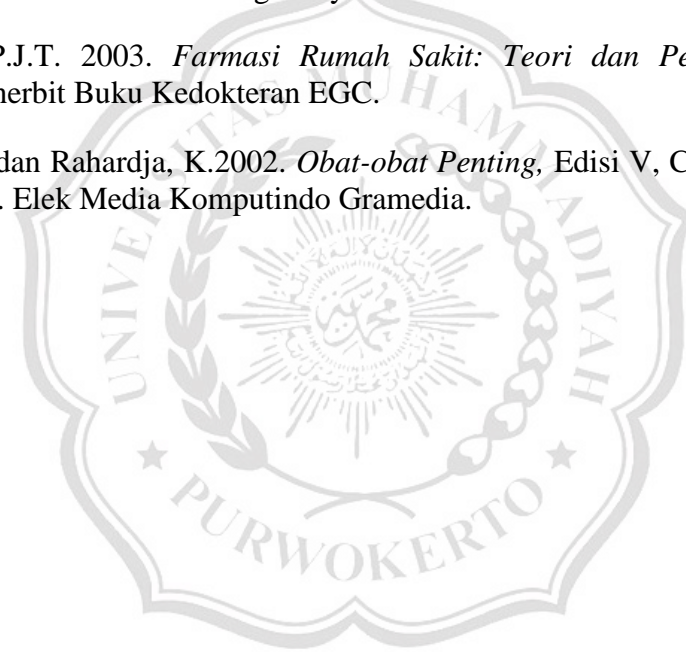 P.J.T. 2003. Farmasi Rumah Sakit: Teori dan Pe
nerbit Buku Kedokteran EGC.
dan Rahardja, K.2002. Obat-obat Penting, Edisi V, C
. Elek Media Komputindo Gramedia.
UNIVERSITAS MUHAMMADIYAH
PURWOKERTO